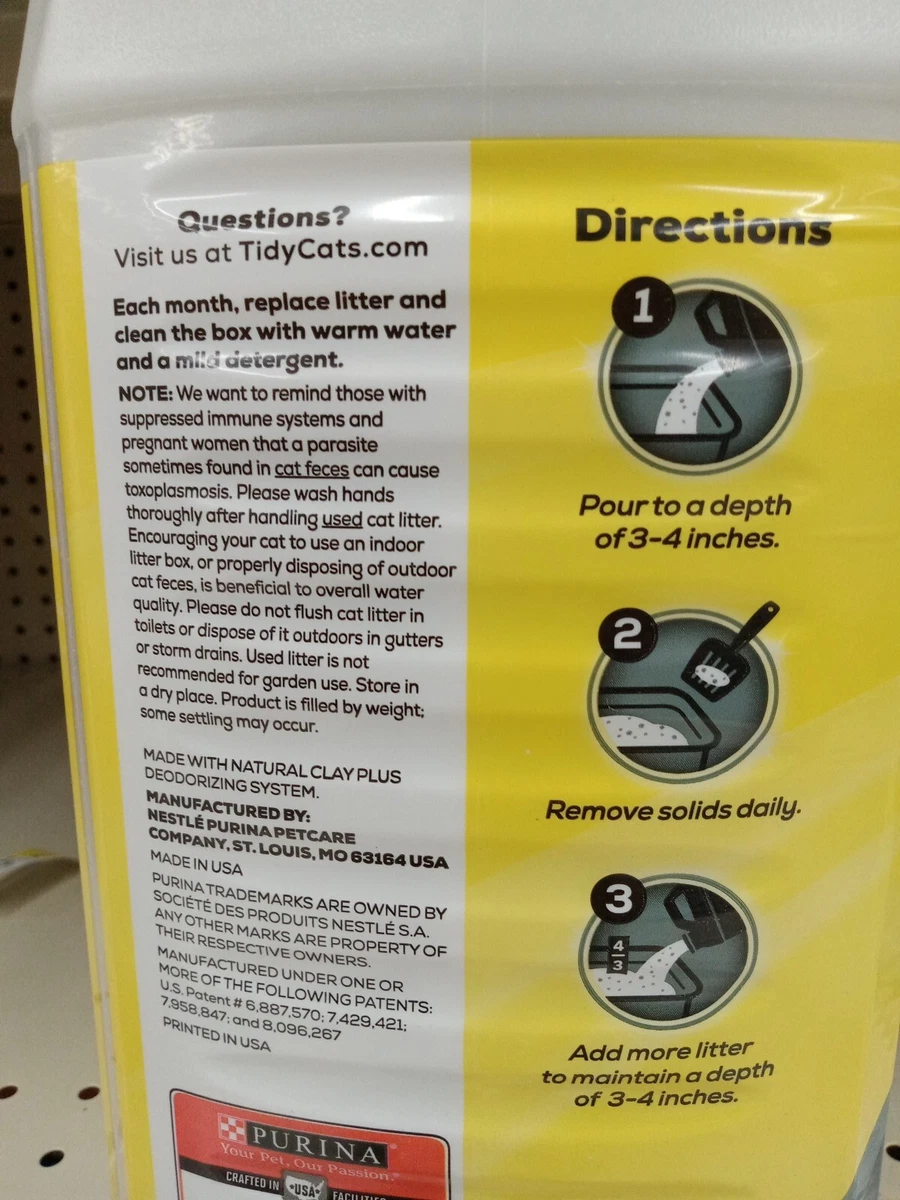 Questions?
Visit us at TidyCats.com
Each month, replace litter and
clean the box with warm water
and a mild detergent.
NOTE: We want to remind those with
suppressed immune systems and
pregnant women that a parasite
sometimes found in cat feces can cause
toxoplasmosis. Please wash hands
thoroughly after handling used cat litter.
Encouraging your cat to use an indoor
litter box, or properly disposing of outdoor
cat feces, is beneficial to overall water
quality. Please do not flush cat litter in
toilets or dispose of it outdoors in gutters
or storm drains. Used litter is not
recommended for garden use. Store in
a dry place. Product is filled by weight;
some settling may occur.
MADE WITH NATURAL CLAY PLUS
DEODORIZING SYSTEM.
MANUFACTURED BY:
NESTLÉ PURINA PETCARE
COMPANY, ST. LOUIS, MO 63164 USA
MADE IN USA
PURINA TRADEMARKS ARE OWNED BY
SOCIÉTÉ DES PRODUITS NESTLÉ S.A.
ANY OTHER MARKS ARE PROPERTY OF
THEIR RESPECTIVE OWNERS.
MANUFACTURED UNDER ONE OR
MORE OF THE FOLLOWING PATENTS:
U.S. Patent # 6,887,570; 7,429,421;
7,958,847; and 8,096,267
PRINTED IN USA
PURINA®
Your Pet, Our Passion.®
CRAFTED IN USA FACILITIES
Directions
1
Pour to a depth
of 3-4 inches.
2
Remove solids daily.
3
4
3
Add more litter
to maintain a depth
of 3-4 inches.